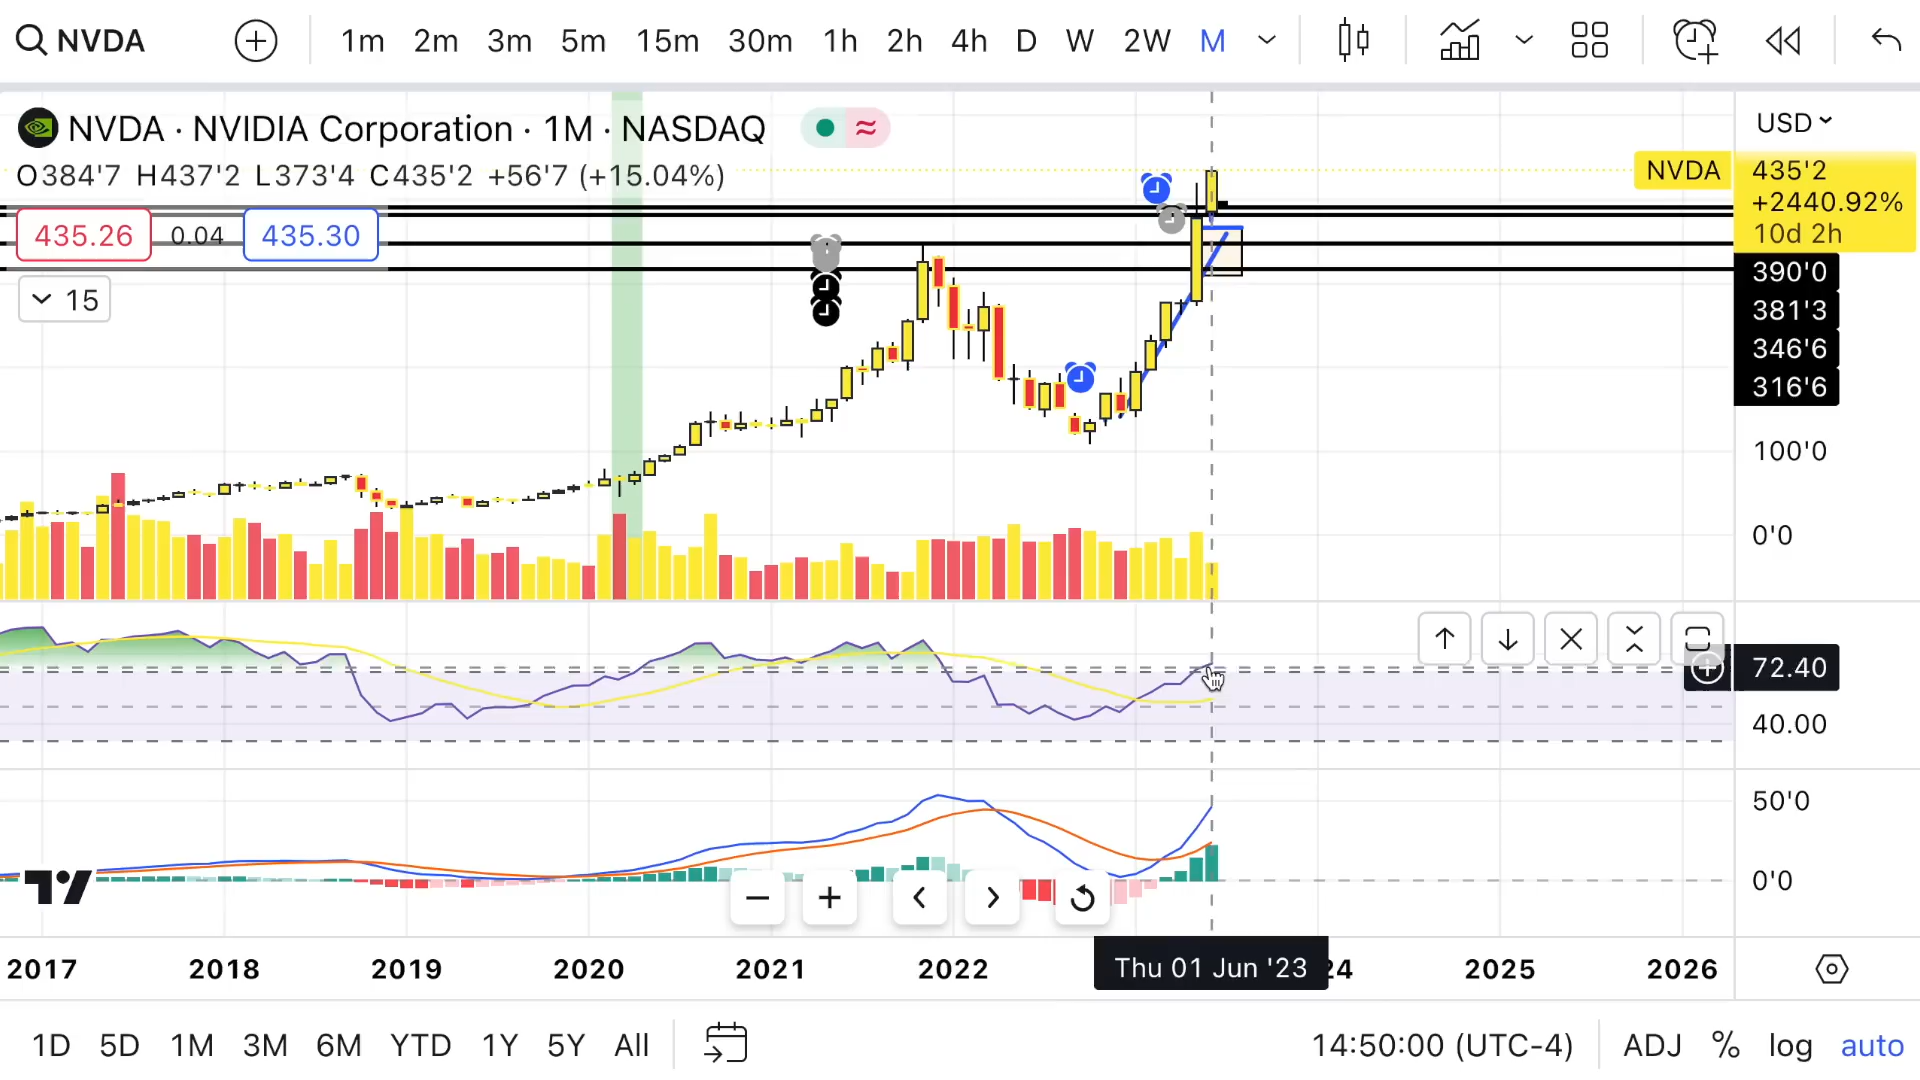 NVDA 1m 2m 3m 5m 15m 30m 1h 2h 4h D W 2W M
NVDA · NVIDIA Corporation · 1M · NASDAQ
USD
O384'7 H437'2 L373'4 C435'2 +56'7 (+15.04%)
NVDA 435'2
+2440.92%
10d 2h
435.26 0.04 435.30
390'0
15
381'3
346'6
316'6
100'0
0'0
72.40
40.00
50'0
0'0
2017 2018 2019 2020 2021 2022 Thu 01 Jun '23 24 2025 2026
1D 5D 1M 3M 6M YTD 1Y 5Y All 14:50:00 (UTC-4) ADJ % log auto